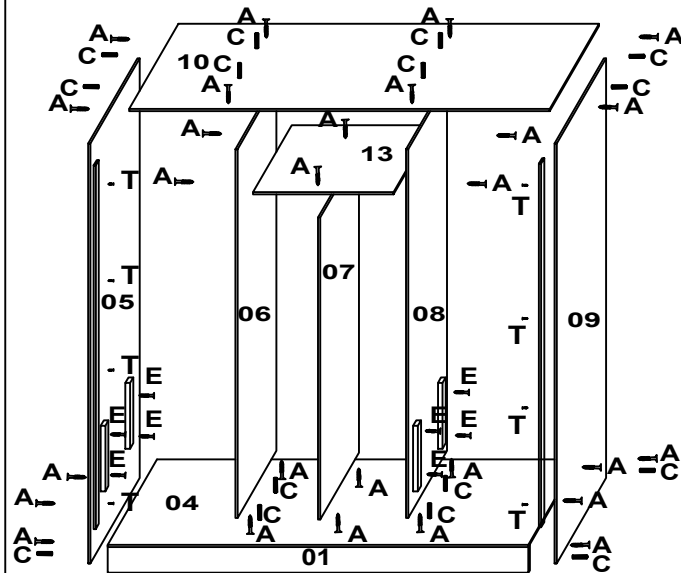 A A A A
C C C
10 C C
C A A C
A A
A A A A
13
T A A A T
07
T
05 06 08 09
T
T T
E E
E E E E
E E
A A A A A
C C A C
A 04 C C A
T T
A A A A A
C 01 C